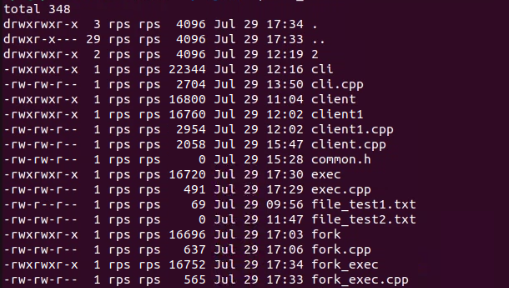 total 348
drwxrwxr-x  3 rps rps  4096 Jul 29 17:34 .
drwxr-x--- 29 rps rps  4096 Jul 29 17:33 ..
drwxrwxr-x  2 rps rps  4096 Jul 29 12:19 2
-rwxrwxr-x  1 rps rps 22344 Jul 29 12:16 cli
-rw-rw-r--  1 rps rps  2704 Jul 29 13:50 cli.cpp
-rwxrwxr-x  1 rps rps 16800 Jul 29 11:04 client
-rwxrwxr-x  1 rps rps 16760 Jul 29 12:02 client1
-rw-rw-r--  1 rps rps  2954 Jul 29 12:02 client1.cpp
-rw-rw-r--  1 rps rps  2058 Jul 29 15:47 client.cpp
-rw-rw-r--  1 rps rps     0 Jul 29 15:28 common.h
-rwxrwxr-x  1 rps rps 16720 Jul 29 17:30 exec
-rw-rw-r--  1 rps rps   491 Jul 29 17:29 exec.cpp
-rw-r--r--  1 rps rps    69 Jul 29 09:56 file_test1.txt
-rw-rw-r--  1 rps rps     0 Jul 29 11:47 file_test2.txt
-rwxrwxr-x  1 rps rps 16696 Jul 29 17:03 fork
-rw-rw-r--  1 rps rps   637 Jul 29 17:06 fork.cpp
-rwxrwxr-x  1 rps rps 16752 Jul 29 17:34 fork_exec
-rw-rw-r--  1 rps rps   565 Jul 29 17:33 fork_exec.cpp